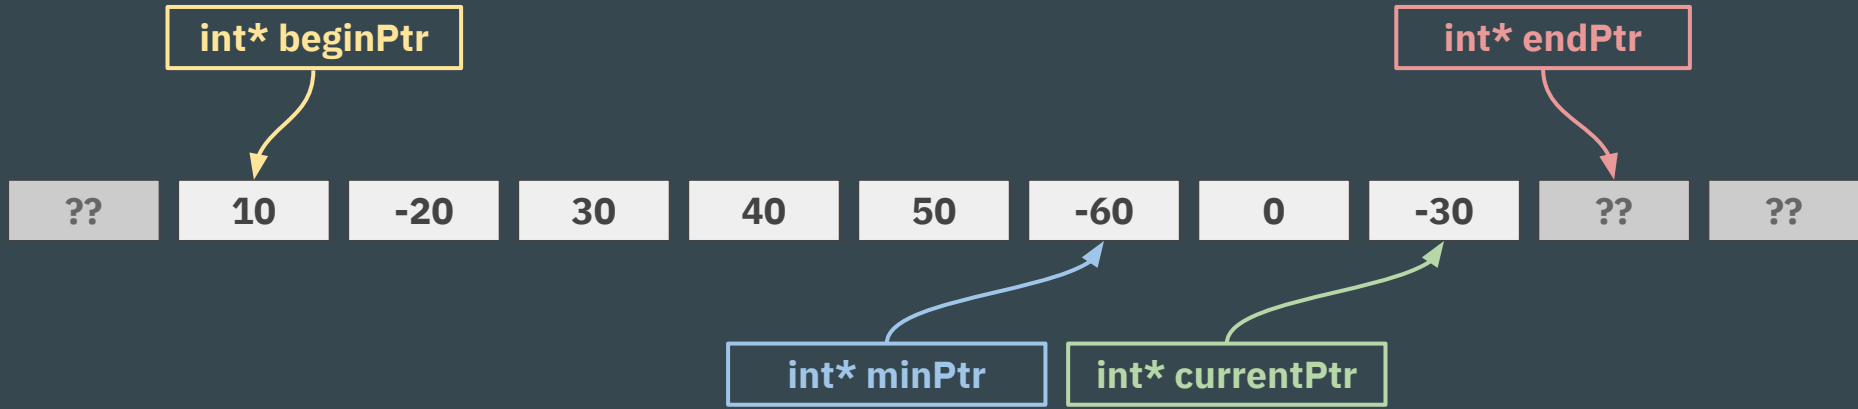 int* beginPtr int* endPtr
?? 10 -20 30 40 50 -60 0 -30 ?? ??
int* minPtr int* currentPtr